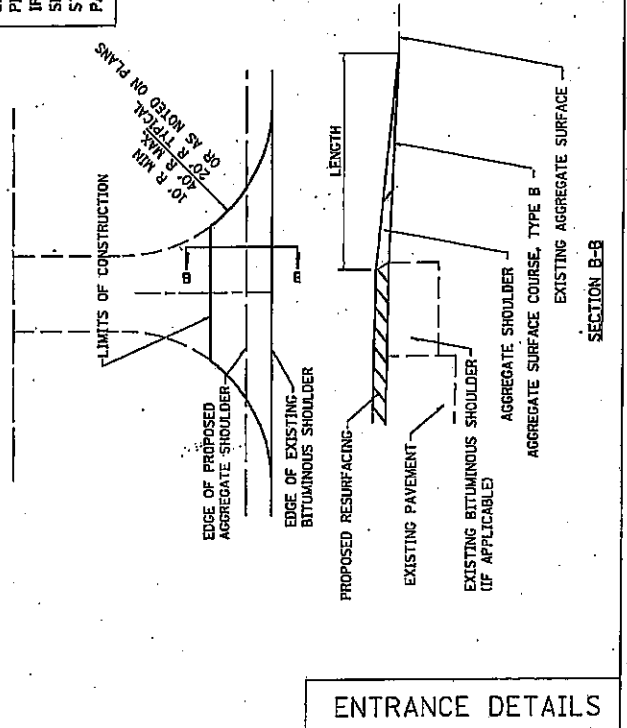 LIMITS OF CONSTRUCTION
10' R MIN
40' R MAX.
20' R TYPICAL
OR AS NOTED ON PLANS
B
B
EDGE OF PROPOSED
AGGREGATE SHOULDER
EDGE OF EXISTING
BITUMINOUS SHOULDER
LENGTH
PROPOSED RESURFACING
EXISTING PAVEMENT
EXISTING BITUMINOUS SHOULDER
(IF APPLICABLE)
AGGREGATE SHOULDER
AGGREGATE SURFACE COURSE, TYPE B
EXISTING AGGREGATE SURFACE
SECTION B-B
ENTRANCE DETAILS